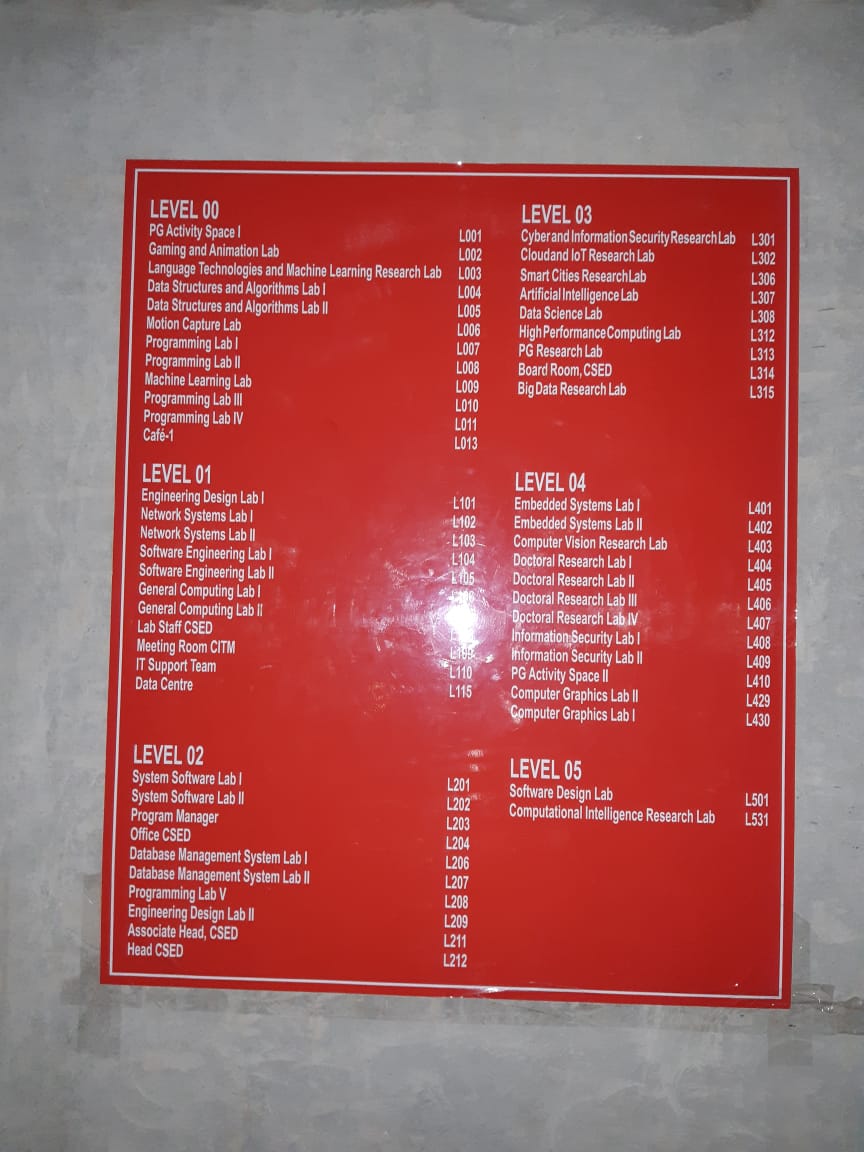 LEVEL 00
PG Activity Space I L001
Gaming and Animation Lab L002
Language Technologies and Machine Learning Research Lab L003
Data Structures and Algorithms Lab I L004
Data Structures and Algorithms Lab II L005
Motion Capture Lab L006
Programming Lab I L007
Programming Lab II L008
Machine Learning Lab L009
Programming Lab III L010
Programming Lab IV L011
Café-1 L013
LEVEL 01
Engineering Design Lab I L101
Network Systems Lab I L102
Network Systems Lab II L103
Software Engineering Lab I L104
Software Engineering Lab II L105
General Computing Lab I
General Computing Lab II
Lab Staff CSED
Meeting Room CITM L109
IT Support Team L110
Data Centre L115
LEVEL 02
System Software Lab I L201
System Software Lab II L202
Program Manager L203
Office CSED L204
Database Management System Lab I L206
Database Management System Lab II L207
Programming Lab V L208
Engineering Design Lab II L209
Associate Head, CSED L211
Head CSED L212
LEVEL 03
Cyber and Information Security Research Lab L301
Cloudand IoT Research Lab L302
Smart Cities ResearchLab L306
Artificial Intelligence Lab L307
Data Science Lab L308
High Performance Computing Lab L312
PG Research Lab L313
Board Room, CSED L314
Big Data Research Lab L315
LEVEL 04
Embedded Systems Lab I L401
Embedded Systems Lab II L402
Computer Vision Research Lab L403
Doctoral Research Lab I L404
Doctoral Research Lab II L405
Doctoral Research Lab III L406
Doctoral Research Lab IV L407
Information Security Lab I L408
Information Security Lab II L409
PG Activity Space II L410
Computer Graphics Lab II L429
Computer Graphics Lab I L430
LEVEL 05
Software Design Lab L501
Computational Intelligence Research Lab L531